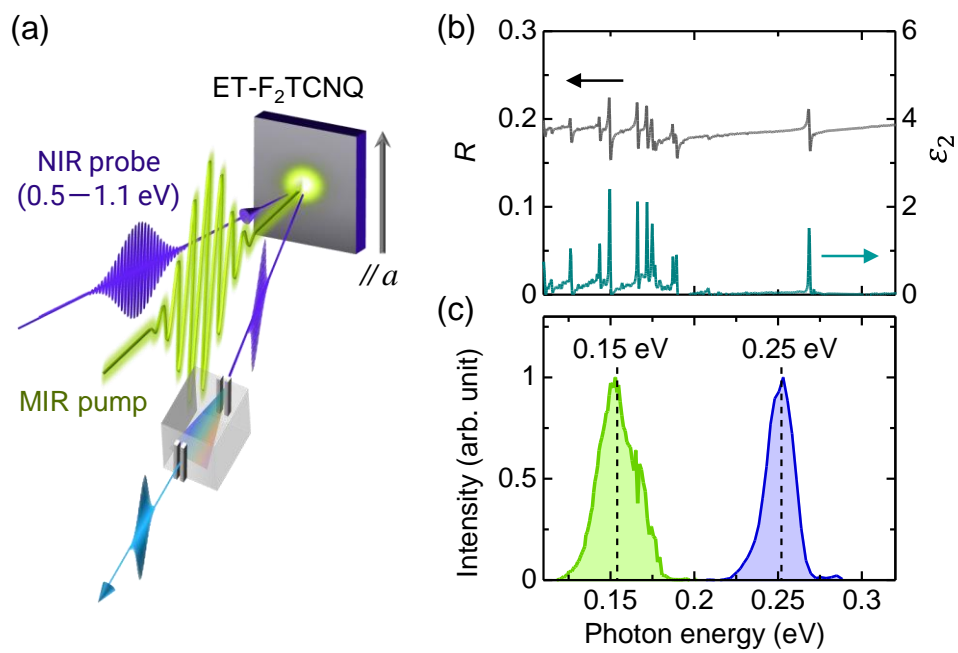 (a)
ET-F₂TCNQ
NIR probe
(0.5−1.1 eV)
//a
MIR pump
(b)
0.3
0.2
0.1
0
R
6
4
2
0
ε₂
(c)
0.15 eV
0.25 eV
1
0.5
0
Intensity (arb. unit)
0.15
0.2
0.25
0.3
Photon energy (eV)